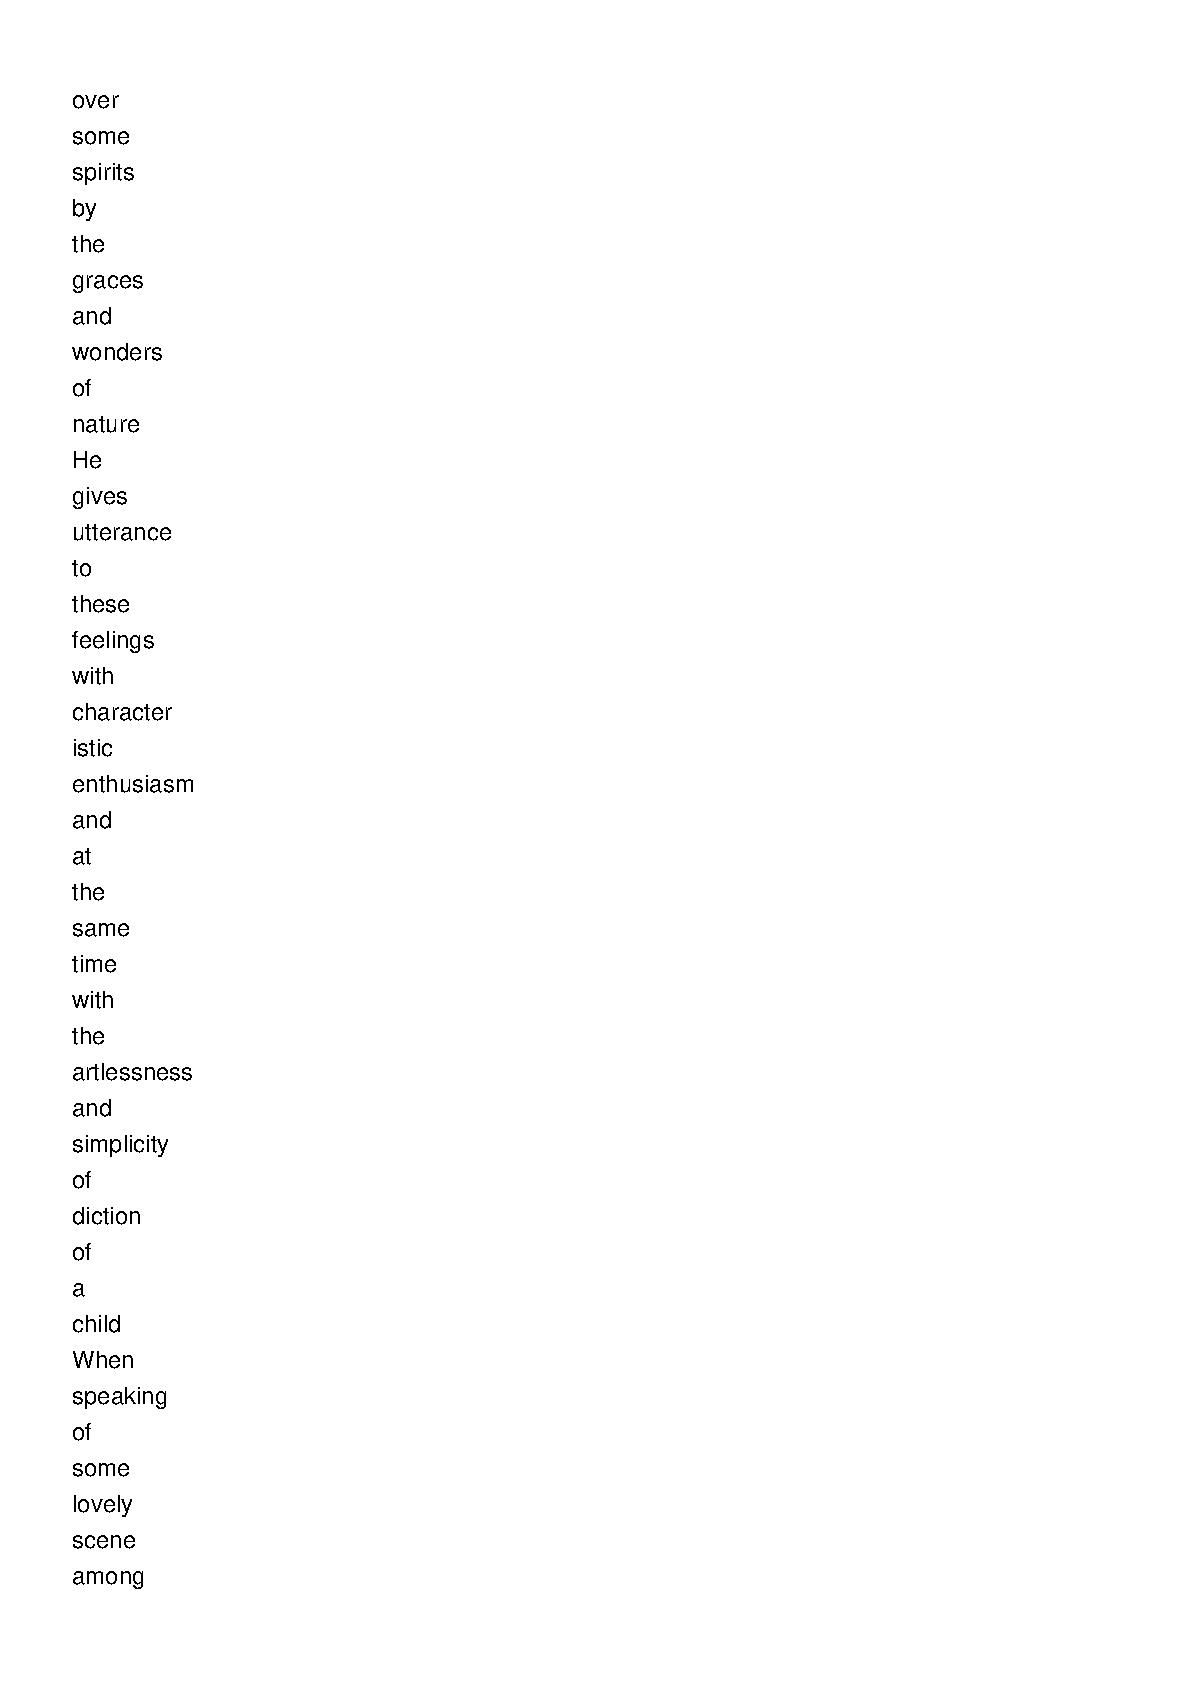 over
some
spirits
by
the
graces
and
wonders
of
nature
He
gives
utterance
to
these
feelings
with
character
istic
enthusiasm
and
at
the
same
time
with
the
artlessness
and
simplicity
of
diction
of
a
child
When
speaking
of
some
lovely
scene
among